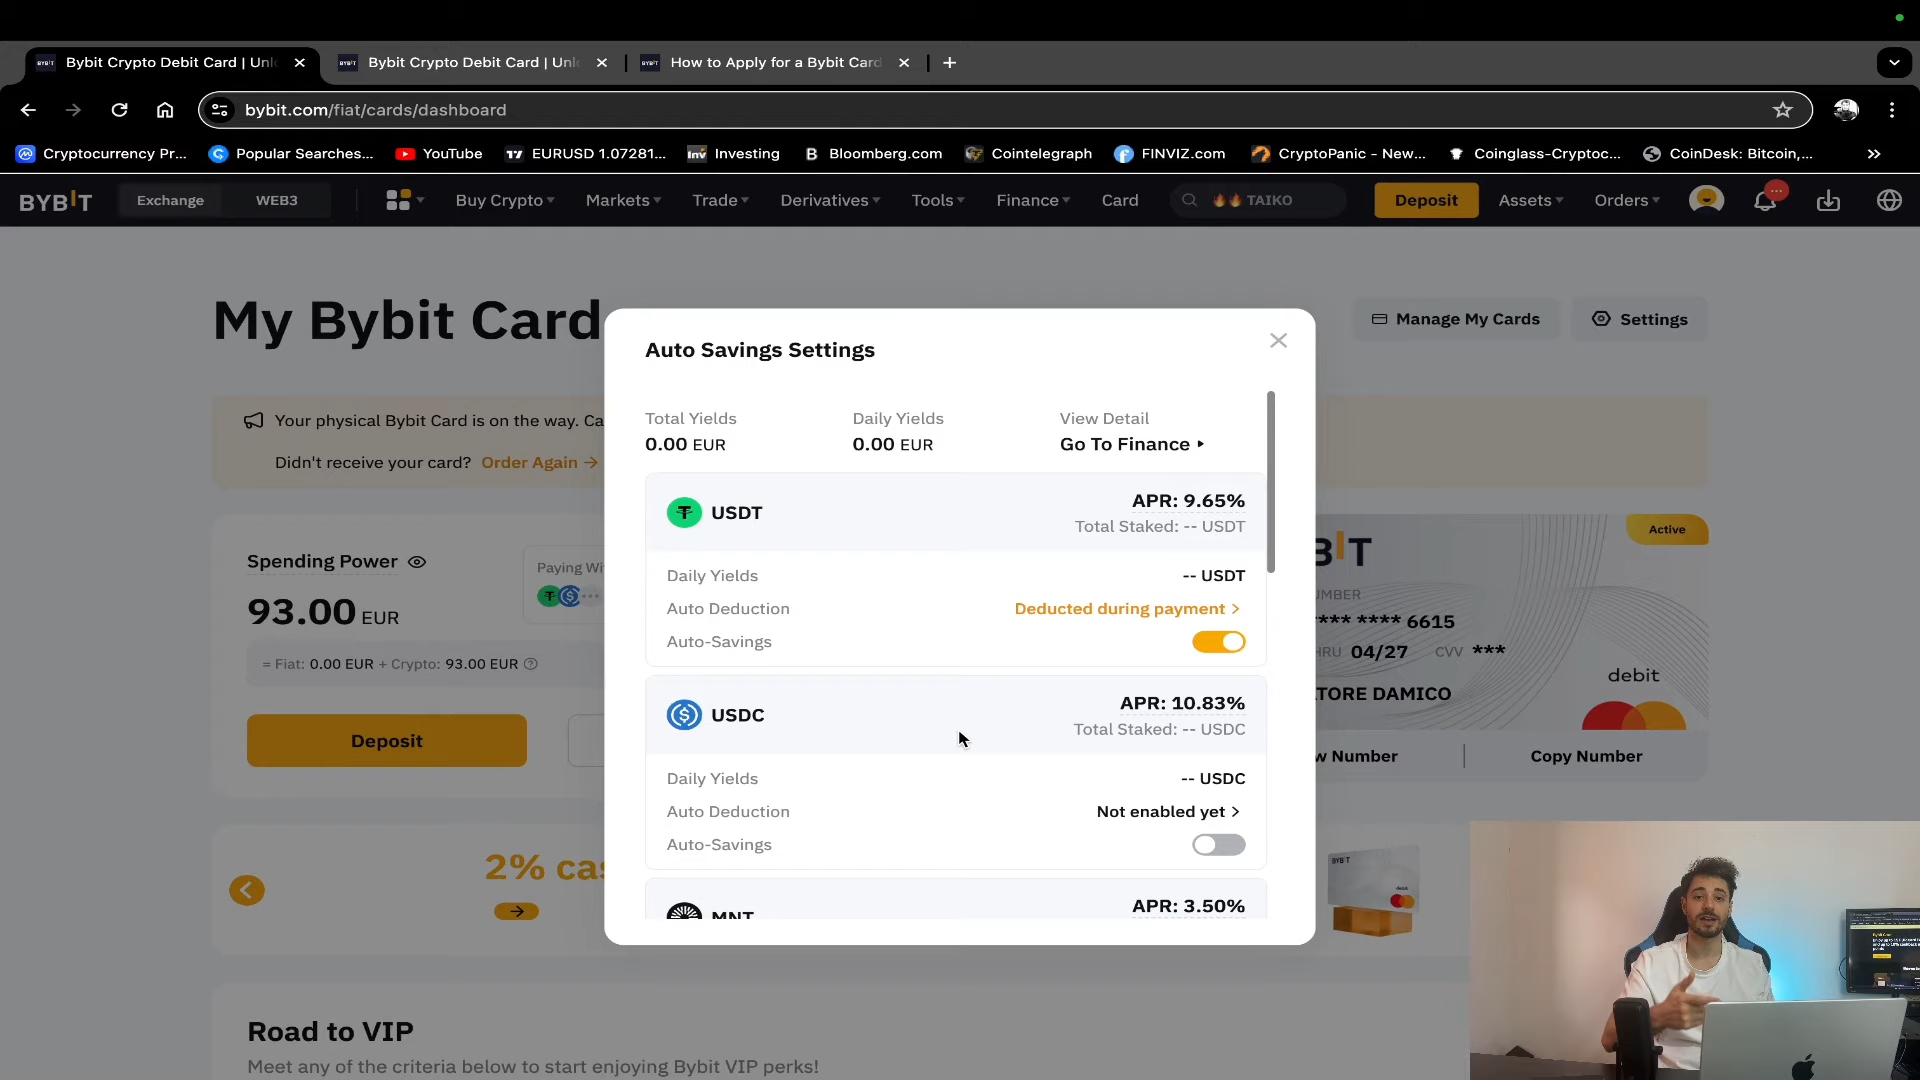 Bybit Crypto Debit Card | Unl
Bybit Crypto Debit Card | Unl
How to Apply for a Bybit Card
bybit.com/fiat/cards/dashboard
Cryptocurrency Pr...
Popular Searches...
YouTube
EURUSD 1.07281...
Investing
Bloomberg.com
Cointelegraph
FINVIZ.com
CryptoPanic - New...
Coinglass-Cryptoc...
CoinDesk: Bitcoin,...
BYBIT
Exchange
WEB3
Buy Crypto
Markets
Trade
Derivatives
Tools
Finance
Card
TAIKO
Deposit
Assets
Orders
My Bybit Card
Manage My Cards
Settings
Your physical Bybit Card is on the way. Ca
Didn't receive your card? Order Again →
Spending Power
93.00 EUR
Paying Wi
= Fiat: 0.00 EUR + Crypto: 93.00 EUR
Deposit
2% cas
Road to VIP
Meet any of the criteria below to start enjoying Bybit VIP perks!
Auto Savings Settings
Total Yields
0.00 EUR
Daily Yields
0.00 EUR
View Detail
Go To Finance
USDT
APR: 9.65%
Total Staked: -- USDT
Daily Yields
-- USDT
Auto Deduction
Deducted during payment >
Auto-Savings
USDC
APR: 10.83%
Total Staked: -- USDC
Daily Yields
-- USDC
Auto Deduction
Not enabled yet >
Auto-Savings
MNT
APR: 3.50%
Active
BIT
UMBER
**** **** 6615
HRU 04/27 CVV ***
TORE DAMICO
debit
w Number
Copy Number
BYBIT